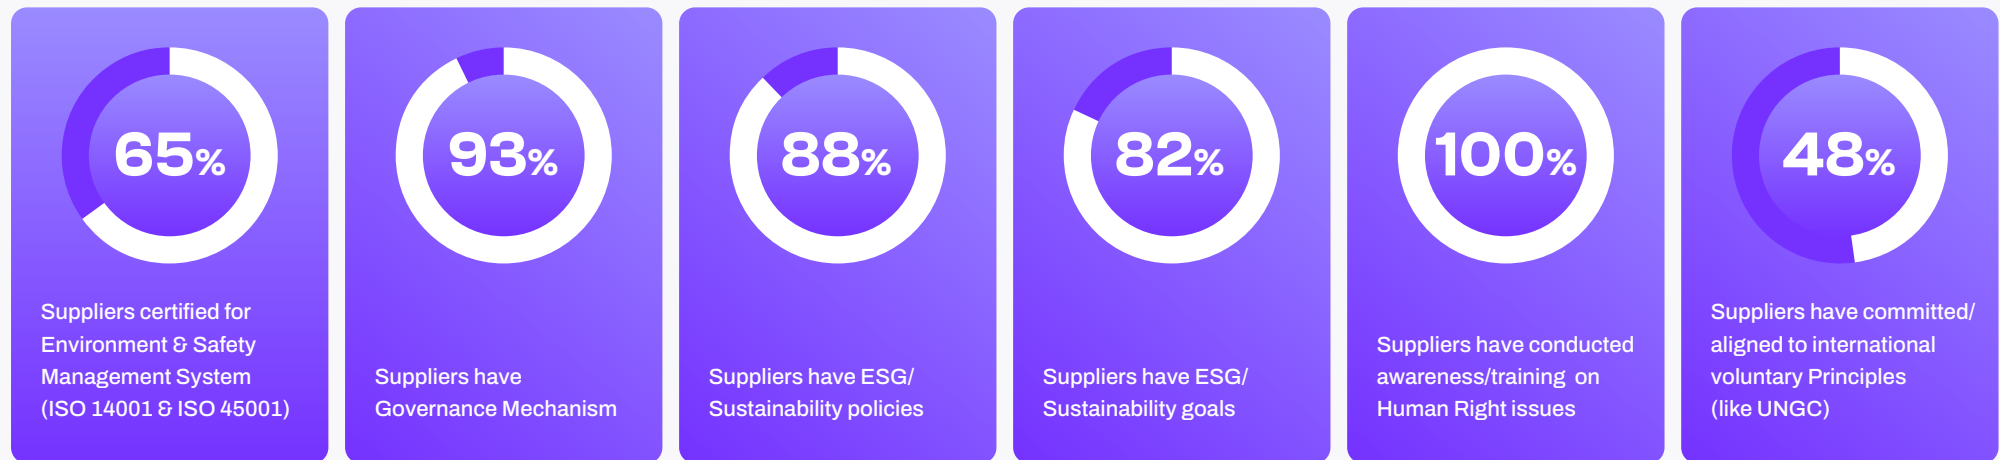 65%
Suppliers certified for
Environment & Safety
Management System
(ISO 14001 & ISO 45001)
93%
Suppliers have
Governance Mechanism
88%
Suppliers have ESG/
Sustainability policies
82%
Suppliers have ESG/
Sustainability goals
100%
Suppliers have conducted
awareness/training on
Human Right issues
48%
Suppliers have committed/
aligned to international
voluntary Principles
(like UNGC)